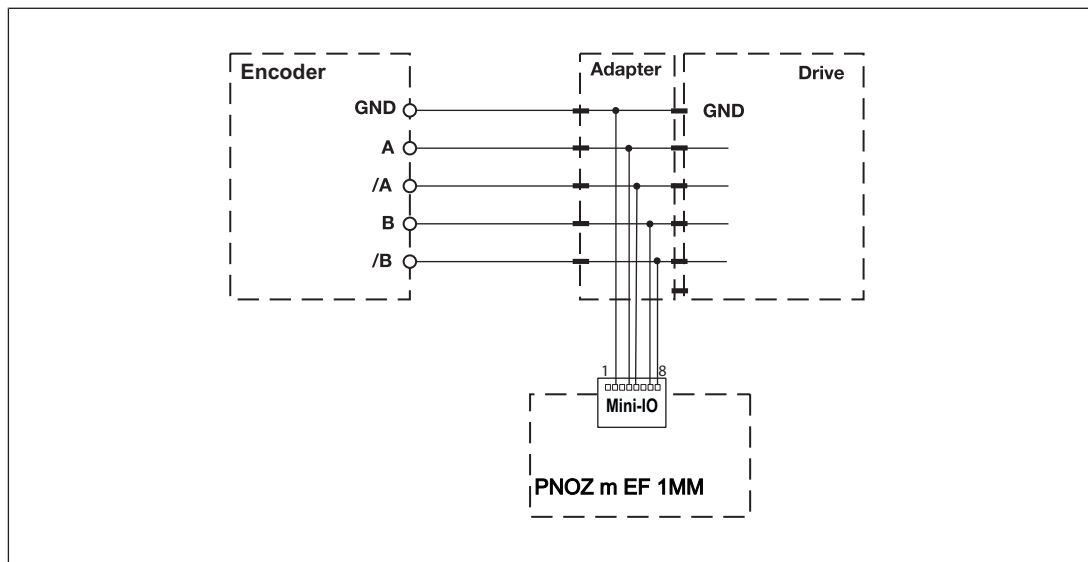 Encoder
Adapter
Drive
GND
GND
A
/A
B
/B
1 8
Mini-IO
PNOZ m EF 1MM